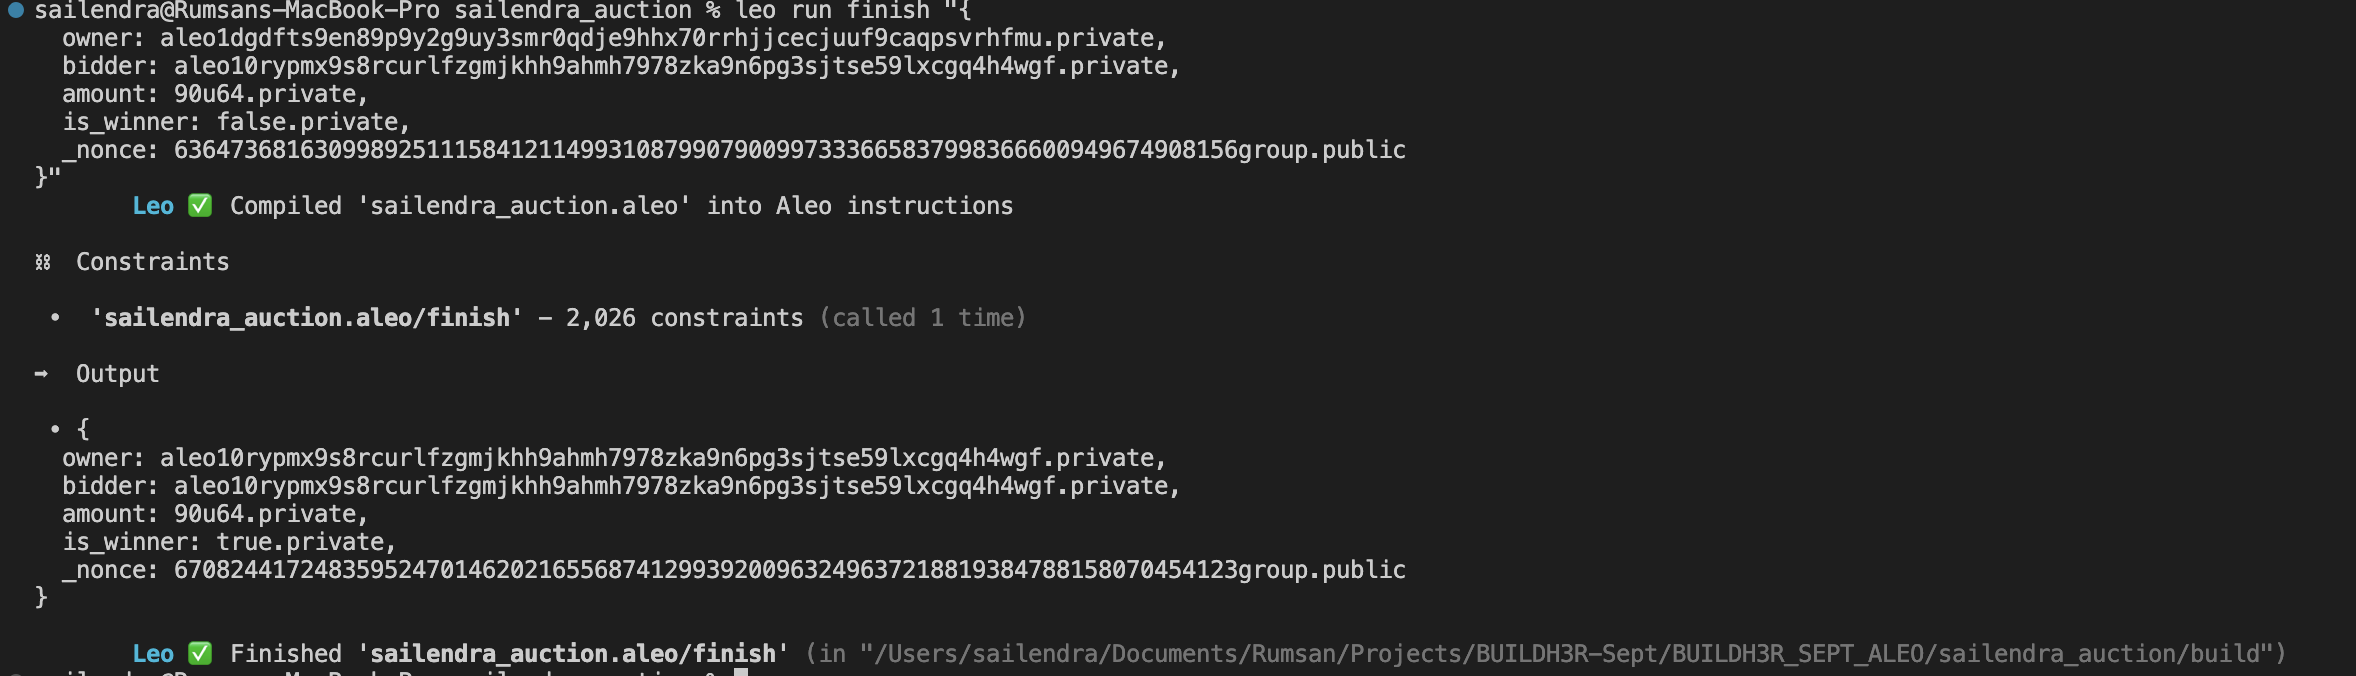 sailendra@Rumsans-MacBook-Pro sailendra_auction % leo run finish "{
owner: aleo1dgdfts9en89p9y2g9uy3smr0qdje9hhx70rrhjjcecjuuf9caqpsvrhfmu.private,
bidder: aleo10rypmx9s8rcurlfzgmjkhh9ahmh7978zka9n6pg3sjtse59lxcgq4h4wgf.private,
amount: 90u64.private,
is_winner: false.private,
_nonce: 6364736816309989251115841211499310879907900997333665837998366600949674908156group.public
}"
Leo ✅ Compiled 'sailendra_auction.aleo' into Aleo instructions
⛓ Constraints
• 'sailendra_auction.aleo/finish' - 2,026 constraints (called 1 time)
➡ Output
• {
owner: aleo10rypmx9s8rcurlfzgmjkhh9ahmh7978zka9n6pg3sjtse59lxcgq4h4wgf.private,
bidder: aleo10rypmx9s8rcurlfzgmjkhh9ahmh7978zka9n6pg3sjtse59lxcgq4h4wgf.private,
amount: 90u64.private,
is_winner: true.private,
_nonce: 6708244172483595247014620216556874129939200963249637218819384788158070454123group.public
}
Leo ✅ Finished 'sailendra_auction.aleo/finish' (in "/Users/sailendra/Documents/Rumsan/Projects/BUILDH3R-Sept/BUILDH3R_SEPT_ALEO/sailendra_auction/build")